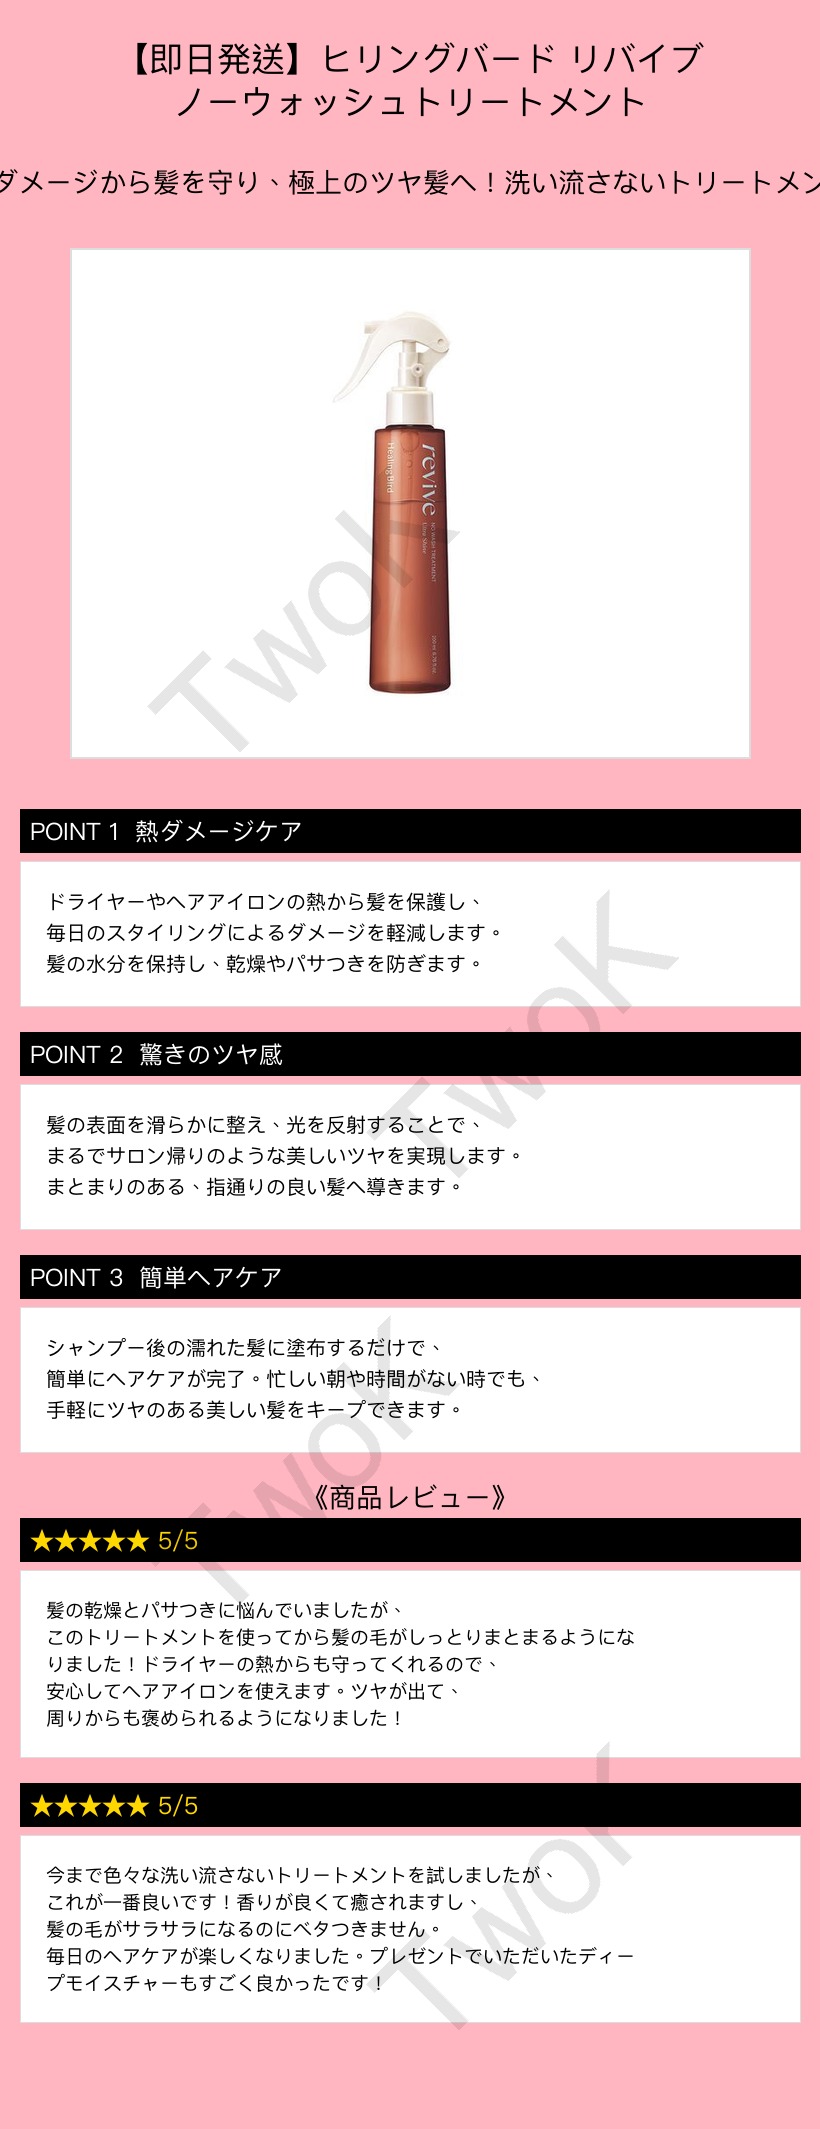 【即日発送】ヒリングバード リバイブ
ノーウォッシュトリートメント
ダメージから髪を守り、極上のツヤ髪へ！洗い流さないトリートメン
revive
HealingBird
NO WASH TREATMENT
Ultra Shine
TwoK
POINT 1 熱ダメージケア
ドライヤーやヘアアイロンの熱から髪を保護し、
毎日のスタイリングによるダメージを軽減します。
髪の水分を保持し、乾燥やパサつきを防ぎます。
TwoK
POINT 2 驚きのツヤ感
髪の表面を滑らかに整え、光を反射することで、
まるでサロン帰りのような美しいツヤを実現します。
まとまりのある、指通りの良い髪へ導きます。
POINT 3 簡単ヘアケア
シャンプー後の濡れた髪に塗布するだけで、
簡単にヘアケアが完了。忙しい朝や時間がない時でも、
手軽にツヤのある美しい髪をキープできます。
TwoK
《商品レビュー》
★★★★★ 5/5
髪の乾燥とパサつきに悩んでいましたが、
このトリートメントを使ってから髪の毛がしっとりまとまるようにな
りました！ドライヤーの熱からも守ってくれるので、
安心してヘアアイロンを使えます。ツヤが出て、
周りからも褒められるようになりました！
★★★★★ 5/5
今まで色々な洗い流さないトリートメントを試しましたが、
これが一番良いです！香りが良くて癒されますし、
髪の毛がサラサラになるのにベタつきません。
毎日のヘアケアが楽しくなりました。プレゼントでいただいたディー
プモイスチャーもすごく良かったです！
TwoK